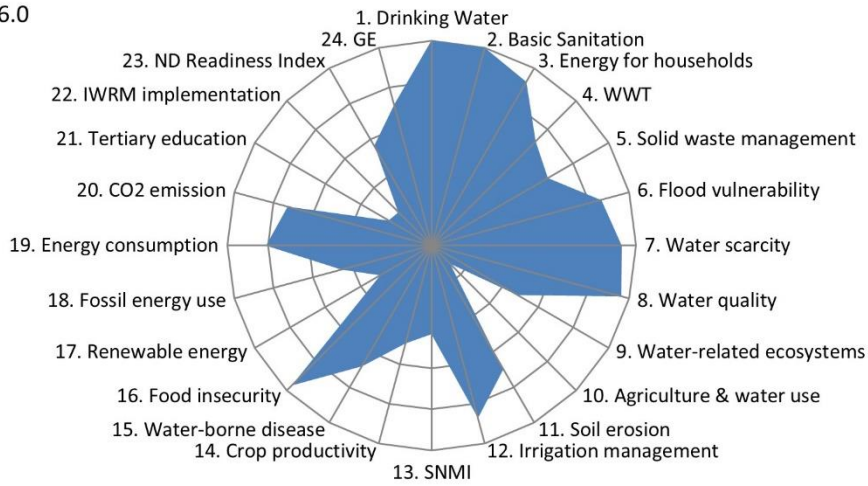 6.0
1. Drinking Water
2. Basic Sanitation
3. Energy for households
4. WWT
5. Solid waste management
6. Flood vulnerability
7. Water scarcity
8. Water quality
9. Water-related ecosystems
10. Agriculture & water use
11. Soil erosion
12. Irrigation management
13. SNMI
14. Crop productivity
15. Water-borne disease
16. Food insecurity
17. Renewable energy
18. Fossil energy use
19. Energy consumption
20. CO2 emission
21. Tertiary education
22. IWRM implementation
23. ND Readiness Index
24. GE